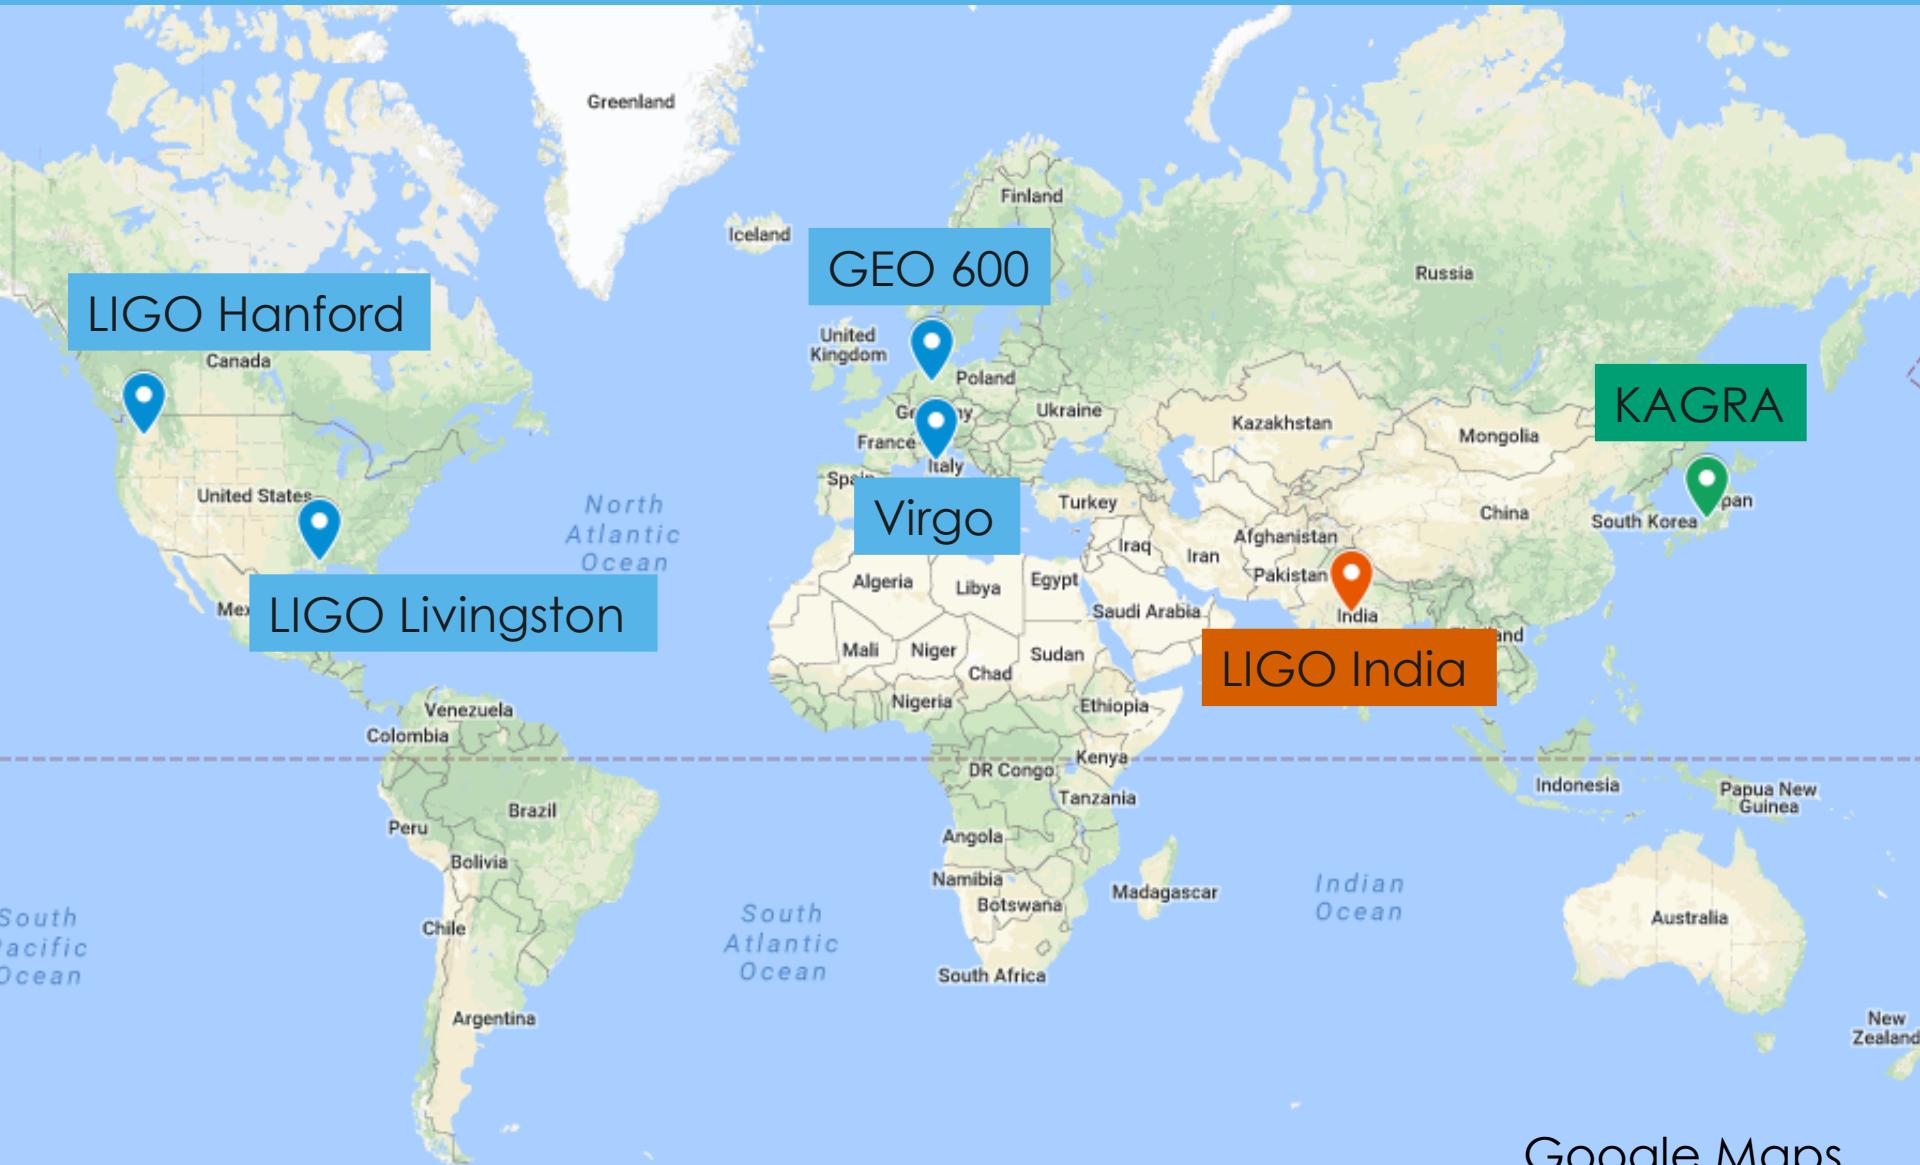 Greenland
Finland
Iceland
GEO 600
Russia
LIGO Hanford
Canada
United
Kingdom
Poland
KAGRA
Ukraine
Kazakhstan
Mongolia
France
Italy
United States
North
Atlantic
Ocean
Virgo
Turkey
China
South Korea
Iraq
Iran
Afghanistan
Pakistan
Algeria
Libya
Egypt
Saudi Arabia
India
LIGO Livingston
LIGO India
Mali
Niger
Chad
Sudan
Nigeria
Ethiopia
Venezuela
Colombia
DR Congo
Kenya
Tanzania
Indonesia
Papua New
Guinea
Brazil
Peru
Angola
Bolivia
Namibia
Botswana
Madagascar
Indian
Ocean
South
Atlantic
Ocean
South
Ocean
Chile
Australia
South Africa
Argentina
New
Zealand
Google Maps